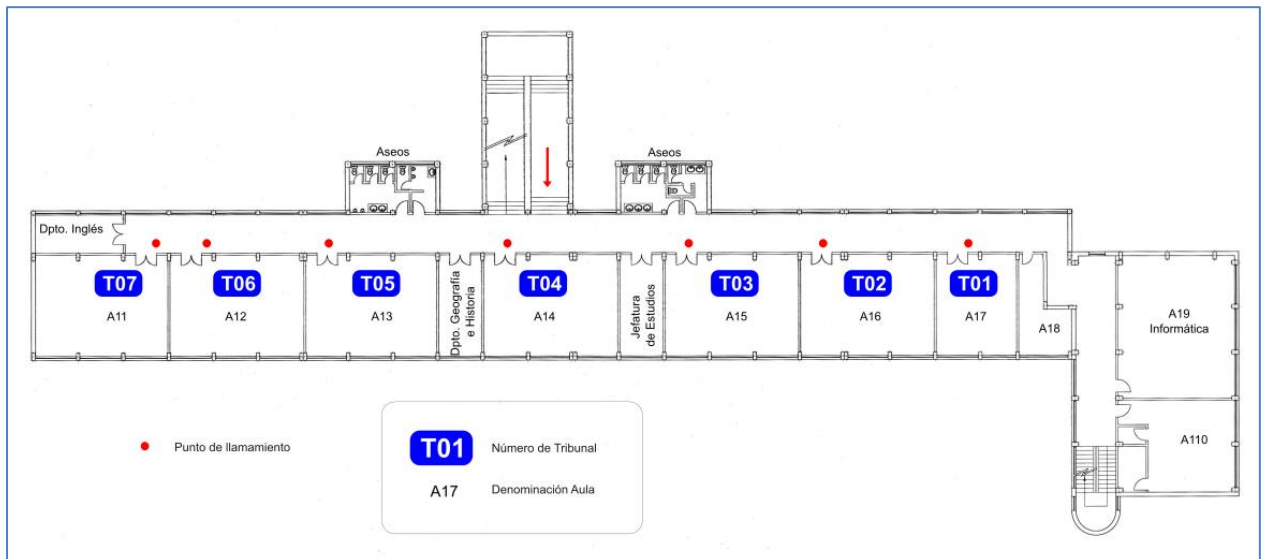 Aseos
Aseos
Dpto. Inglés
T07
T06
T05
T04
T03
T02
T01
A11
A12
A13
Dpto. Geografía
e Historia
A14
Jefatura
de Estudios
A15
A16
A17
A18
A19
Informática
A110
Punto de llamamiento
T01
Número de Tribunal
A17
Denominación Aula